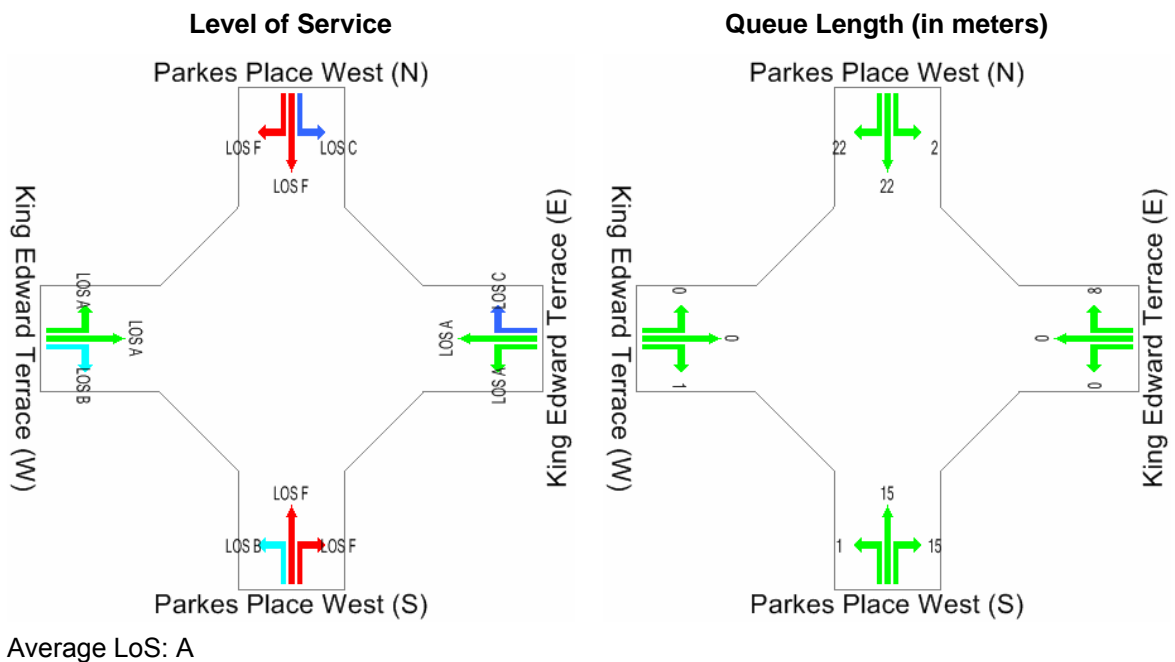 Level of Service
Parkes Place West (N)
LOS F
LOS C
LOS F
King Edward Terrace (W)
LOS A
LOS A
LOS B
LOS C
LOS A
LOS A
King Edward Terrace (E)
LOS F
LOS B
LOS F
Parkes Place West (S)
Queue Length (in meters)
Parkes Place West (N)
22
2
22
King Edward Terrace (W)
0
0
1
8
0
0
King Edward Terrace (E)
15
1
15
Parkes Place West (S)
Average LoS: A